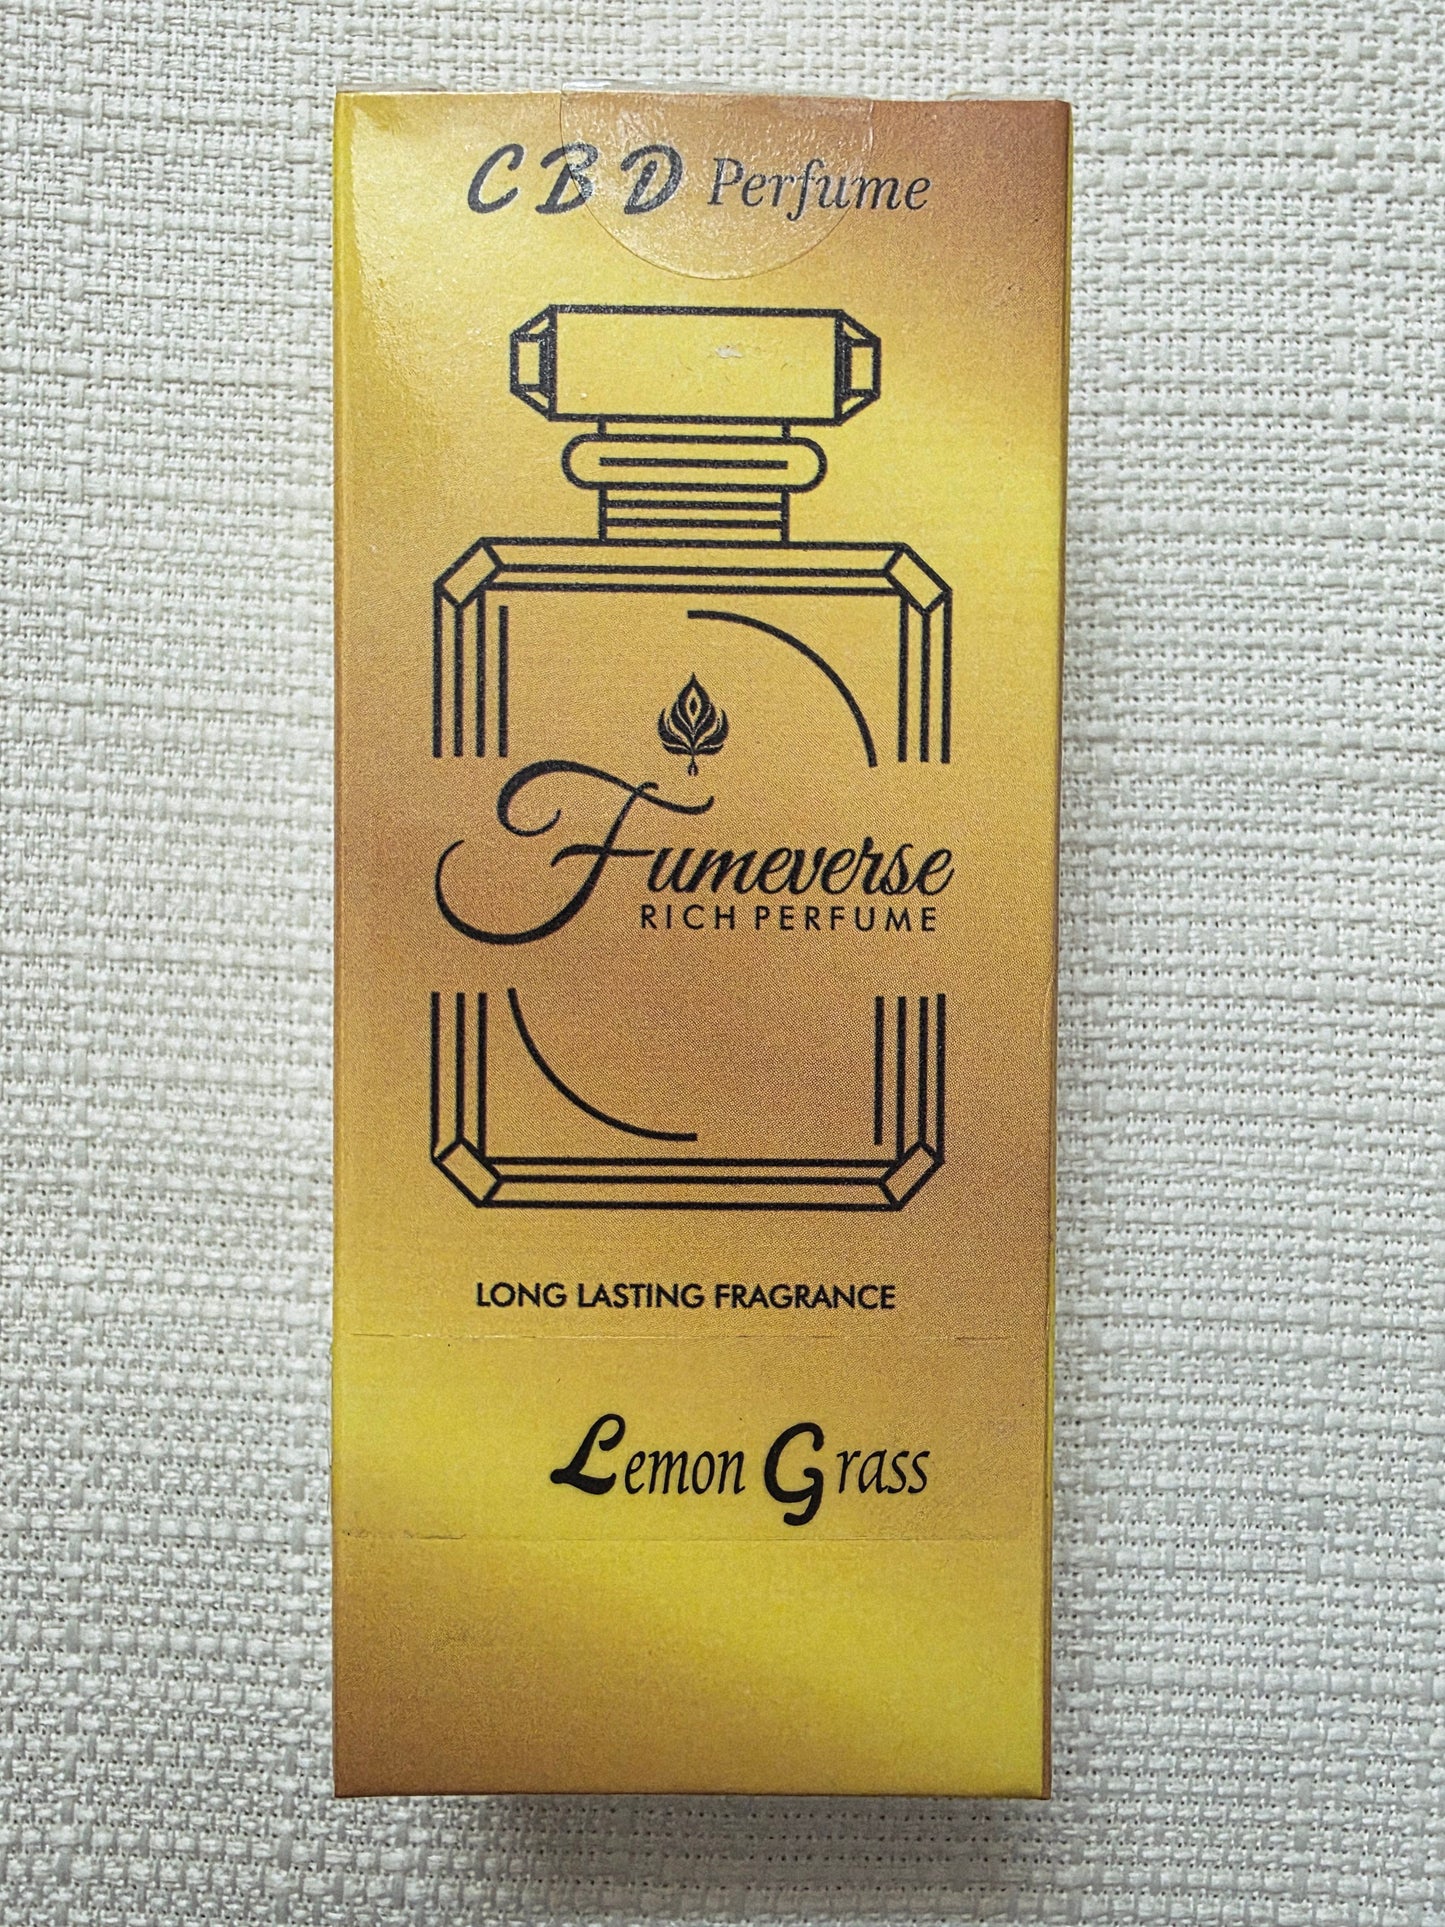 CBD Perfume
Fumeverse
RICH PERFUME
LONG LASTING FRAGRANCE
Lemon Grass